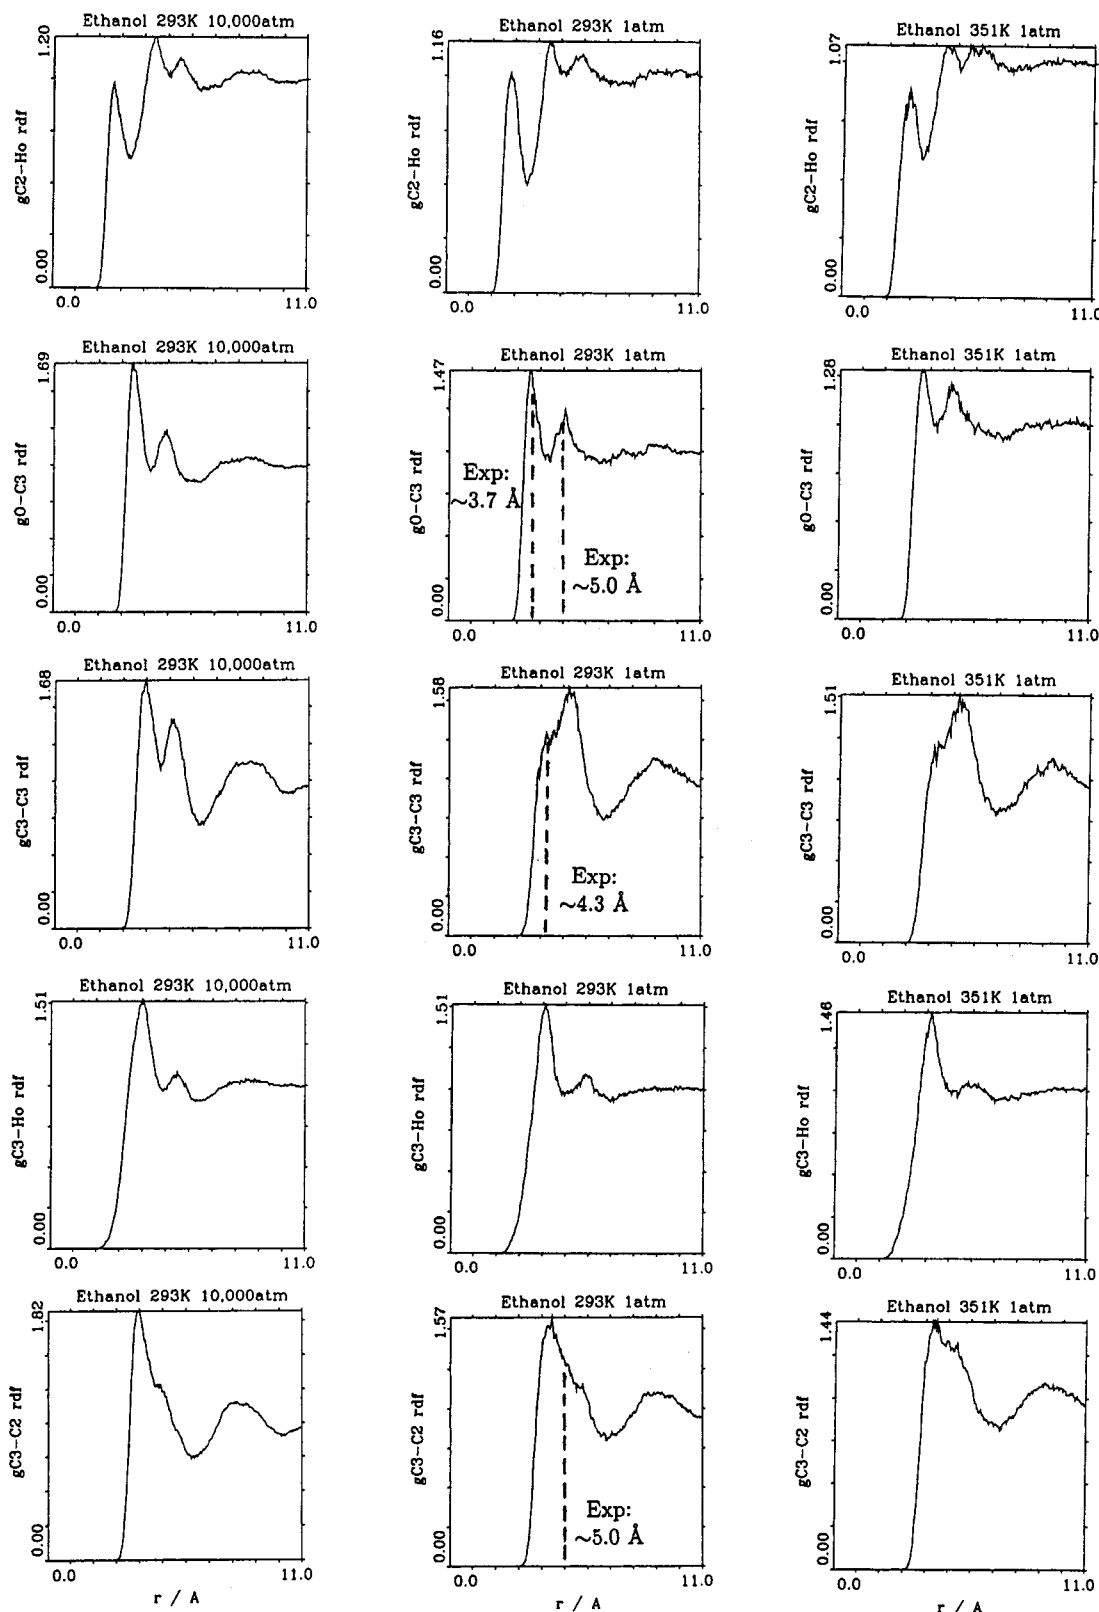 Ethanol 293K 10,000atm
1.20
gC2-Ho rdf
0.00
0.0
11.0
Ethanol 293K 1atm
1.16
gC2-Ho rdf
0.00
0.0
11.0
Ethanol 351K 1atm
1.07
gC2-Ho rdf
0.00
0.0
11.0
Ethanol 293K 10,000atm
1.69
gO-C3 rdf
0.00
0.0
11.0
Ethanol 293K 1atm
1.47
gO-C3 rdf
0.00
Exp:
~3.7 Å
Exp:
~5.0 Å
0.0
11.0
Ethanol 351K 1atm
1.28
gO-C3 rdf
0.00
0.0
11.0
Ethanol 293K 10,000atm
1.68
gC3-C3 rdf
0.00
0.0
11.0
Ethanol 293K 1atm
1.58
gC3-C3 rdf
0.00
Exp:
~4.3 Å
0.0
11.0
Ethanol 351K 1atm
1.51
gC3-C3 rdf
0.00
0.0
11.0
Ethanol 293K 10,000atm
1.51
gC3-Ho rdf
0.00
0.0
11.0
Ethanol 293K 1atm
1.51
gC3-Ho rdf
0.00
0.0
11.0
Ethanol 351K 1atm
1.46
gC3-Ho rdf
0.00
0.0
11.0
Ethanol 293K 10,000atm
1.82
gC3-C2 rdf
0.00
0.0
11.0
r / A
Ethanol 293K 1atm
1.57
gC3-C2 rdf
0.00
Exp:
~5.0 Å
0.0
11.0
r / A
Ethanol 351K 1atm
1.44
gC3-C2 rdf
0.00
0.0
11.0
r / A